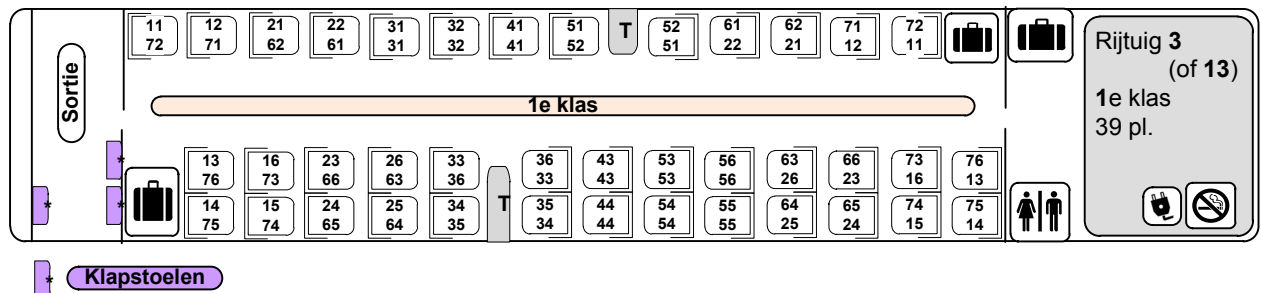 11 12 21 22 31 32 41 51 T 52 61 62 71 72
72 71 62 61 31 32 41 52 51 22 21 12 11
Sortie
1e klas
13 16 23 26 33 36 43 53 56 63 66 73 76
76 73 66 63 36 33 43 53 56 26 23 16 13
14 15 24 25 34 T 35 44 54 55 64 65 74 75
75 74 65 64 35 34 44 54 55 25 24 15 14
* * *
Rijtuig 3
(of 13)
1e klas
39 pl.
* Klapstoelen